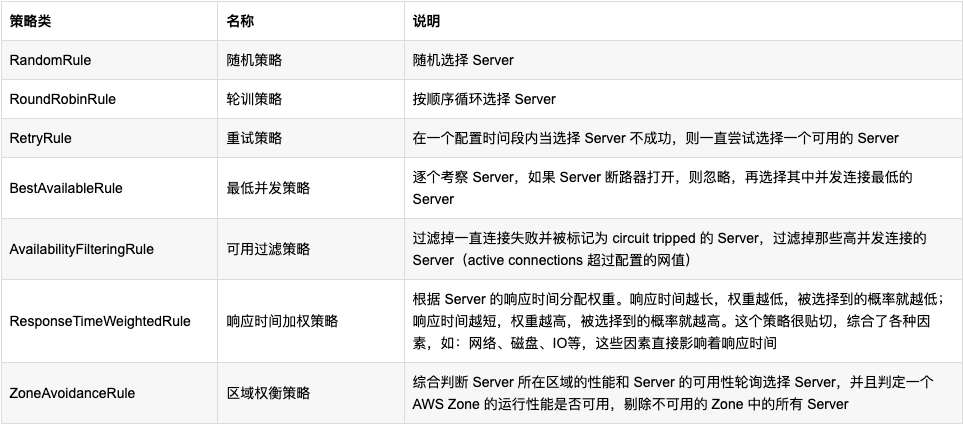 策略类 名称 说明
RandomRule 随机策略 随机选择 Server
RoundRobinRule 轮训策略 按顺序循环选择 Server
RetryRule 重试策略 在一个配置时间段内当选择 Server 不成功，则一直尝试选择一个可用的 Server
BestAvailableRule 最低并发策略 逐个考察 Server，如果 Server 断路器打开，则忽略，再选择其中并发连接最低的
Server
AvailabilityFilteringRule 可用过滤策略 过滤掉一直连接失败并被标记为 circuit tripped 的 Server，过滤掉那些高并发连接的
Server（active connections 超过配置的网值）
ResponseTimeWeightedRule 响应时间加权策略 根据 Server 的响应时间分配权重。响应时间越长，权重越低，被选择到的概率就越低；
响应时间越短，权重越高，被选择到的概率就越高。这个策略很贴切，综合了各种因
素，如：网络、磁盘、IO等，这些因素直接影响着响应时间
ZoneAvoidanceRule 区域权衡策略 综合判断 Server 所在区域的性能和 Server 的可用性轮询选择 Server，并且判定一个
AWS Zone 的运行性能是否可用，剔除不可用的 Zone 中的所有 Server